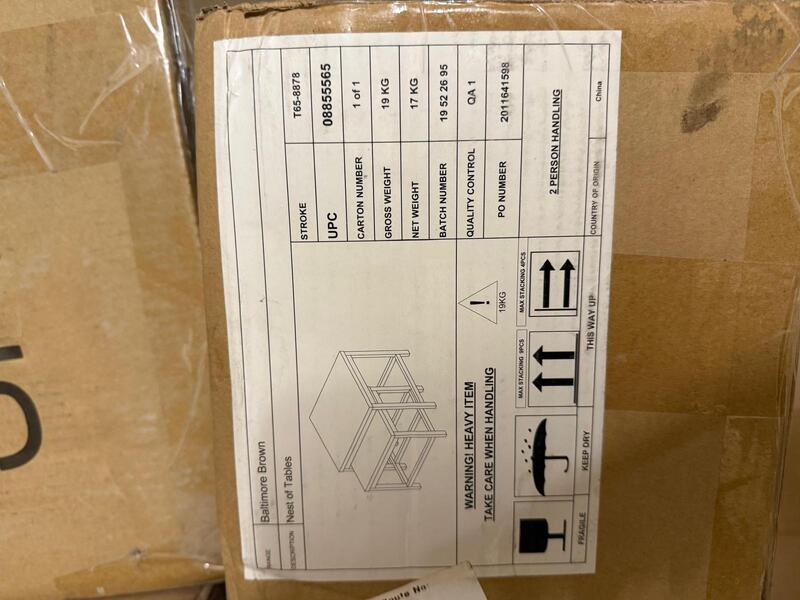 RANGE Baltimore Brown
DESCRIPTION Nest of Tables
STROKE T65-8878
UPC 08855565
CARTON NUMBER 1 of 1
GROSS WEIGHT 19 KG
NET WEIGHT 17 KG
BATCH NUMBER 19 52 26 95
QUALITY CONTROL QA 1
PO NUMBER 2011641598
WARNING! HEAVY ITEM
TAKE CARE WHEN HANDLING
19KG
2 PERSON HANDLING
MAX STACKING 9PCS
MAX STACKING 4PCS
FRAGILE
KEEP DRY
THIS WAY UP
COUNTRY OF ORIGIN China